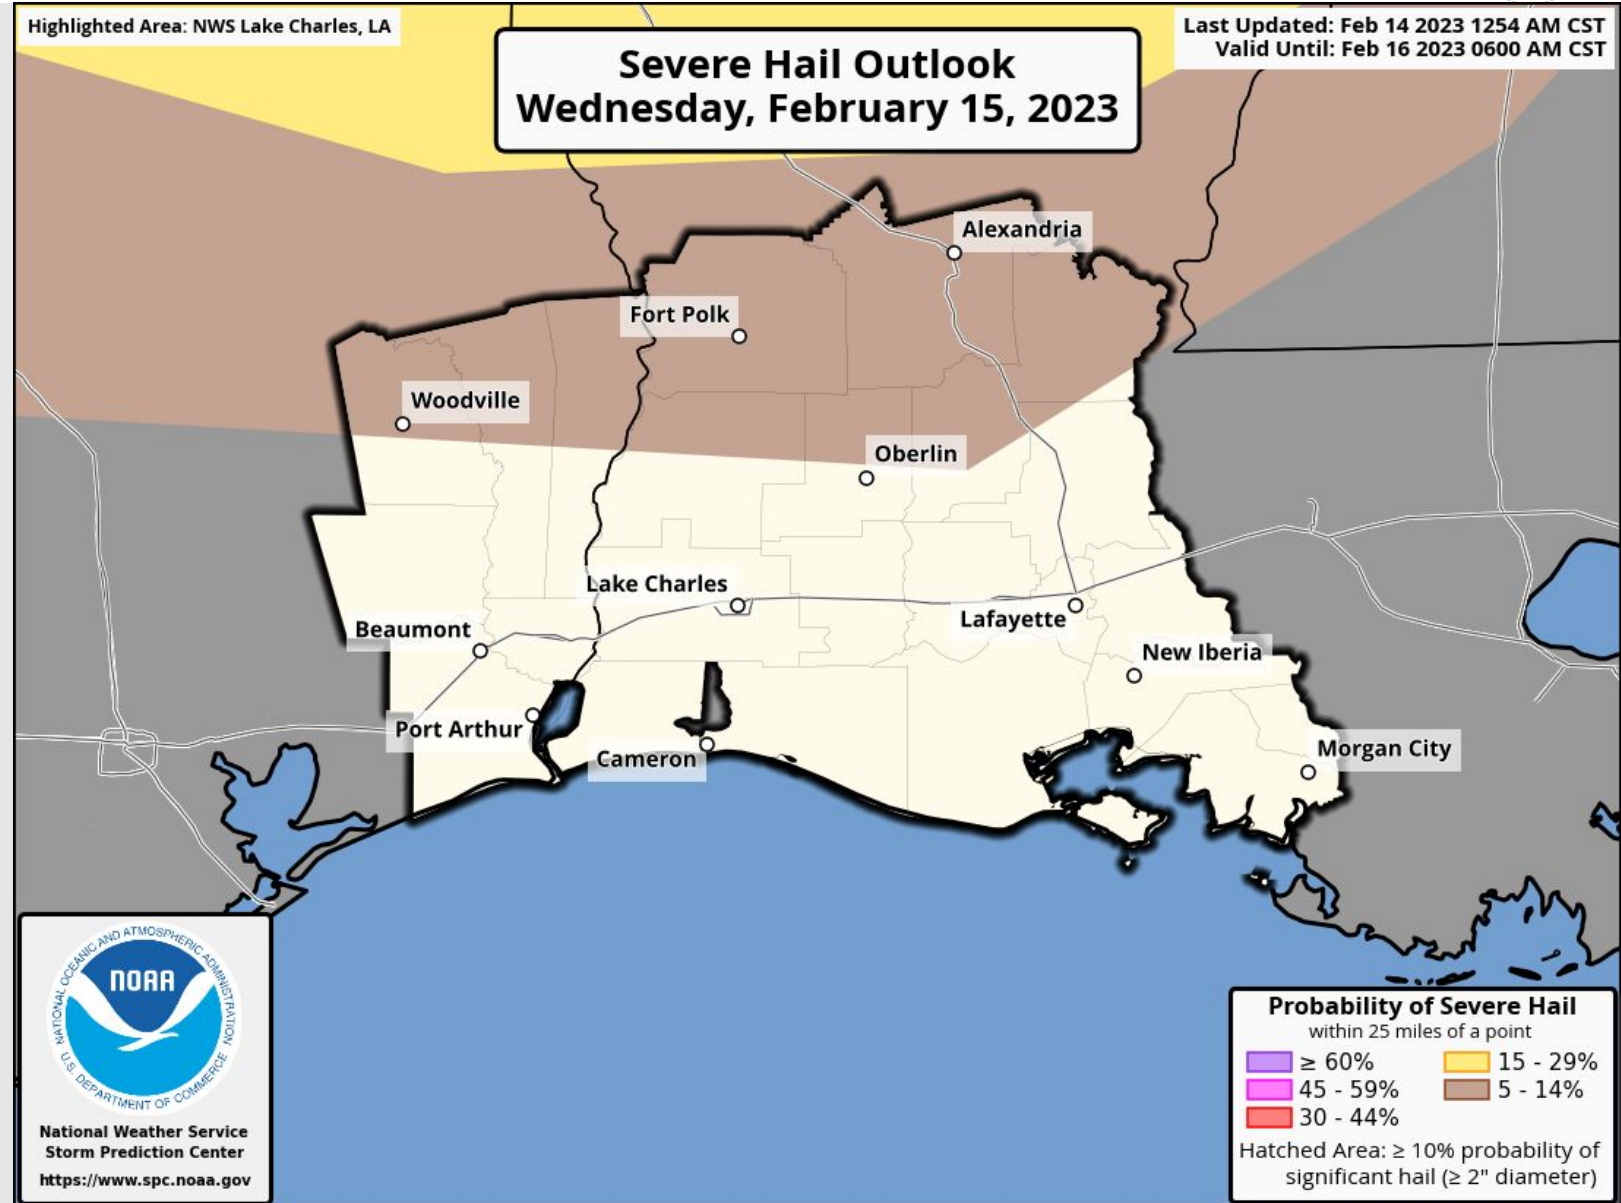 Highlighted Area: NWS Lake Charles, LA
Last Updated: Feb 14 2023 1254 AM CST
Valid Until: Feb 16 2023 0600 AM CST
Severe Hail Outlook
Wednesday, February 15, 2023
Alexandria
Fort Polk
Woodville
Oberlin
Lake Charles
Lafayette
Beaumont
New Iberia
Port Arthur
Cameron
Morgan City
NATIONAL OCEANIC AND ATMOSPHERIC ADMINISTRATION
NOAA
U.S. DEPARTMENT OF COMMERCE
National Weather Service
Storm Prediction Center
https://www.spc.noaa.gov
Probability of Severe Hail
within 25 miles of a point
≥ 60%
15 - 29%
45 - 59%
5 - 14%
30 - 44%
Hatched Area: ≥ 10% probability of
significant hail (≥ 2" diameter)